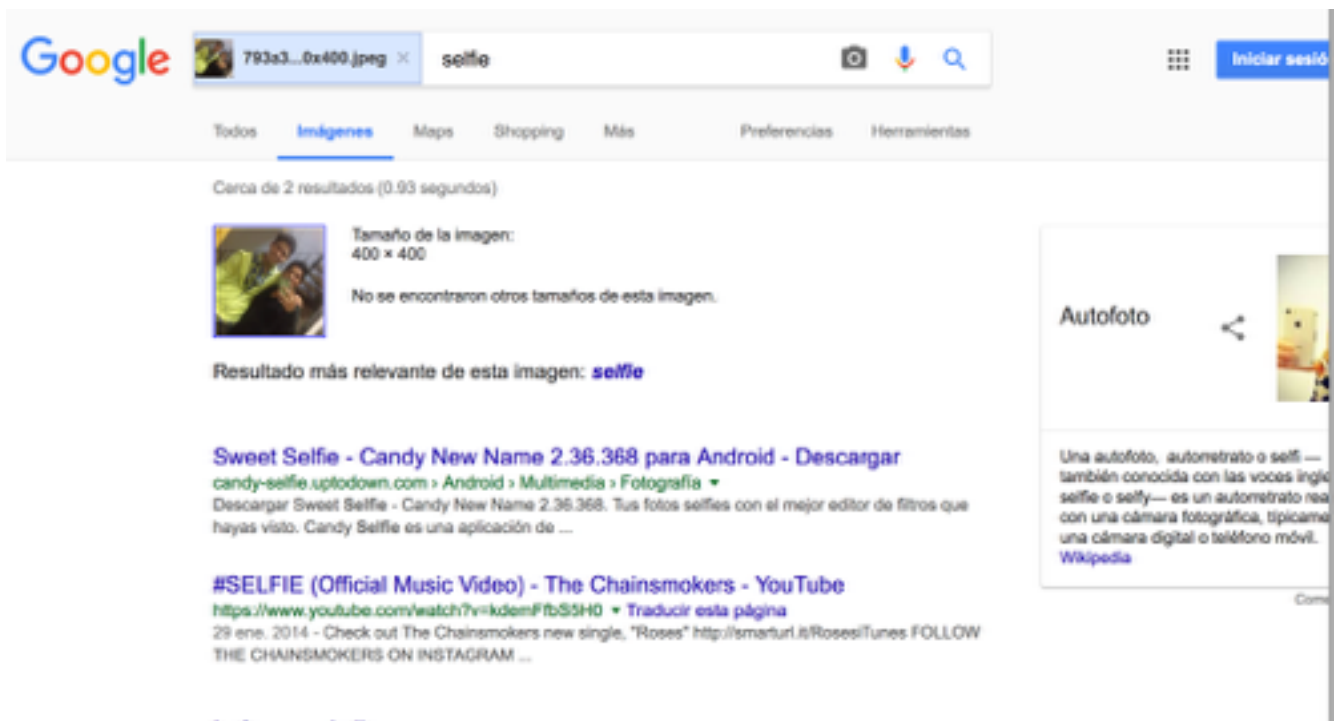 Google
793a3...0x400.jpeg ×
selfie
Iniciar sesió
Todos Imágenes Maps Shopping Más Preferencias Herramientas
Cerca de 2 resultados (0.93 segundos)
Tamaño de la imagen:
400 × 400
No se encontraron otros tamaños de esta imagen.
Resultado más relevante de esta imagen: selfie
Sweet Selfie - Candy New Name 2.36.368 para Android - Descargar
candy-selfie.uptodown.com › Android › Multimedia › Fotografía
Descargar Sweet Selfie - Candy New Name 2.36.368. Tus fotos selfies con el mejor editor de filtros que
hayas visto. Candy Selfie es una aplicación de ...
#SELFIE (Official Music Video) - The Chainsmokers - YouTube
https://www.youtube.com/watch?v=kdemFfbS5H0 Traducir esta página
29 ene. 2014 - Check out The Chainsmokers new single, "Roses" http://smarturl.it/RosesiTunes FOLLOW
THE CHAINSMOKERS ON INSTAGRAM ...
Autofoto
Una autofoto, autorretrato o selfi —
también conocida con las voces ingle
selfie o selfy— es un autorretrato rea
con una cámara fotográfica, típicame
una cámara digital o teléfono móvil.
Wikipedia
Come